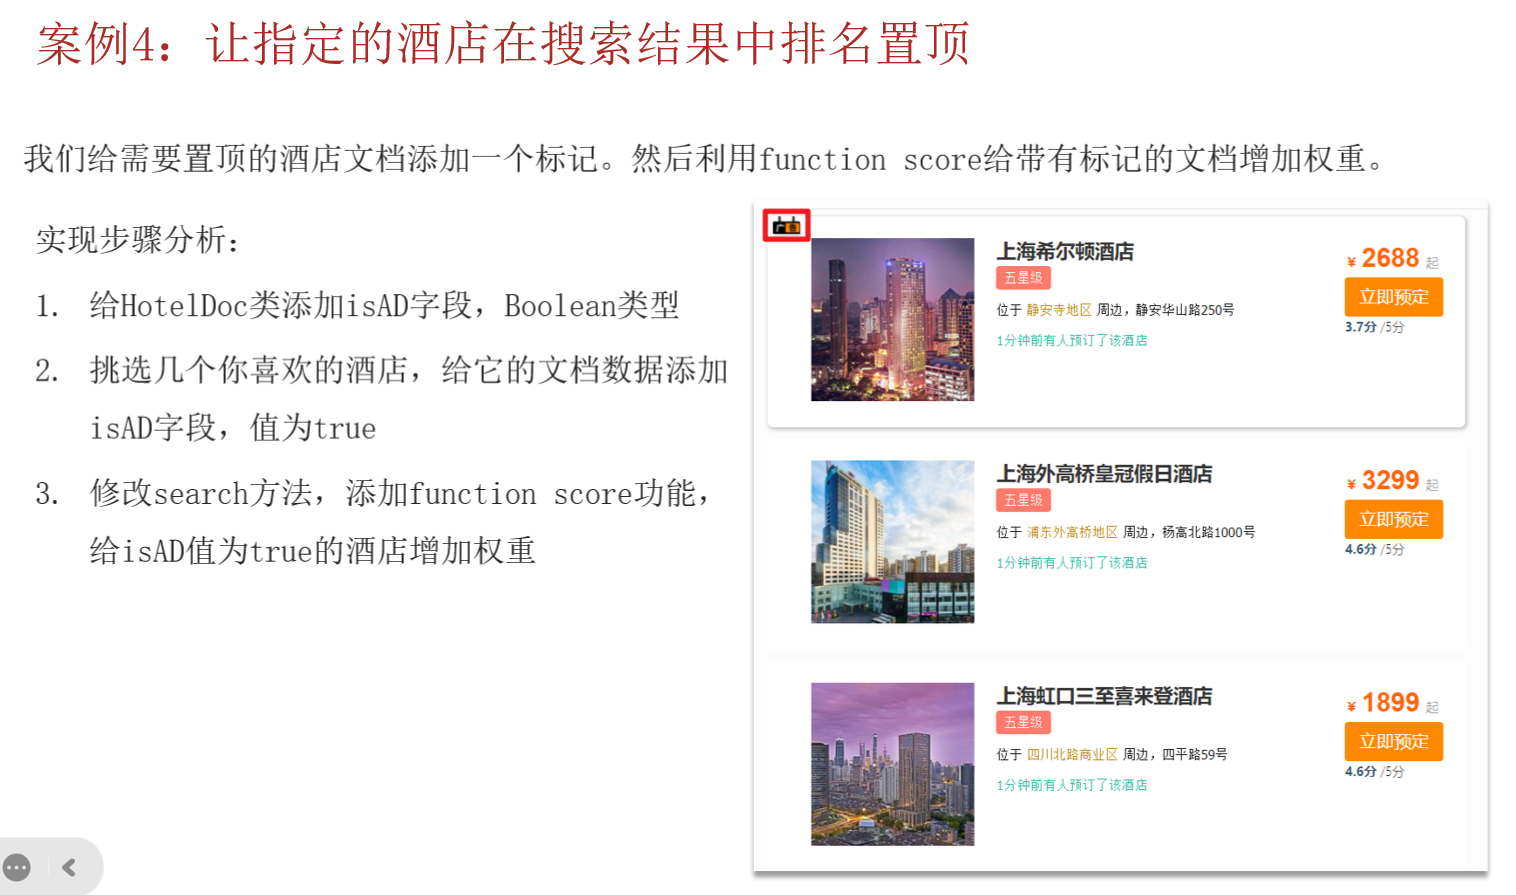 案例4：让指定的酒店在搜索结果中排名置顶
我们给需要置顶的酒店文档添加一个标记。然后利用function score给带有标记的文档增加权重。
实现步骤分析：
1. 给HotelDoc类添加isAD字段，Boolean类型
2. 挑选几个你喜欢的酒店，给它的文档数据添加
isAD字段，值为true
3. 修改search方法，添加function score功能，
给isAD值为true的酒店增加权重
广告
上海希尔顿酒店
五星级
位于 静安寺地区 周边，静安华山路250号
1分钟前有人预订了该酒店
¥ 2688 起
立即预定
3.7分 /5分
上海外高桥皇冠假日酒店
五星级
位于 浦东外高桥地区 周边，杨高北路1000号
1分钟前有人预订了该酒店
¥ 3299 起
立即预定
4.6分 /5分
上海虹口三至喜来登酒店
五星级
位于 四川北路商业区 周边，四平路59号
1分钟前有人预订了该酒店
¥ 1899 起
立即预定
4.6分 /5分